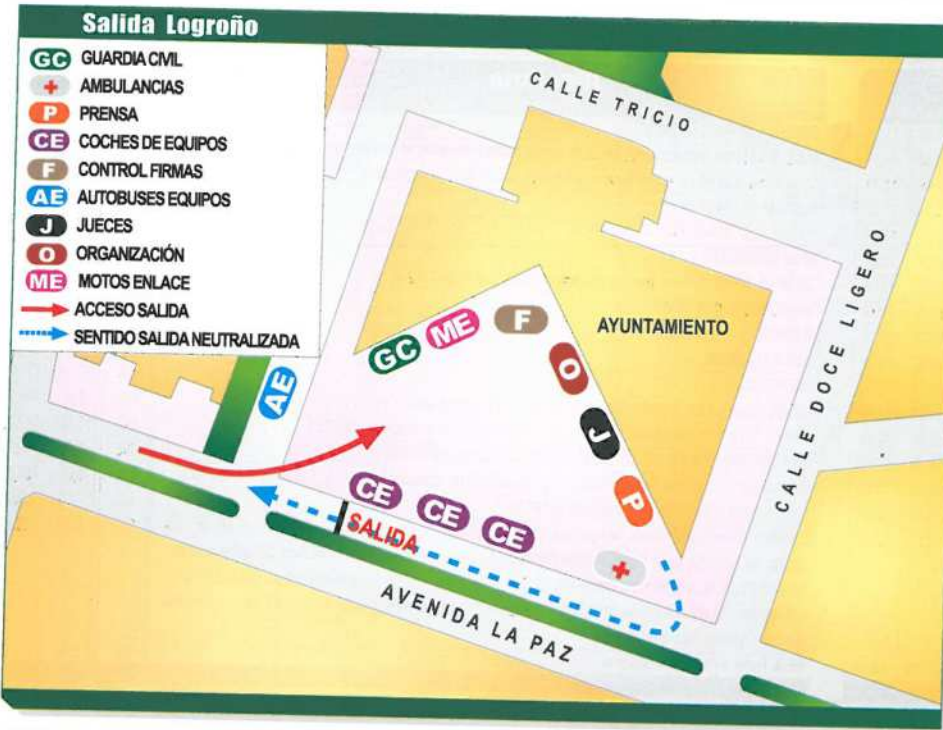 Salida Logroño
GC GUARDIA CIVIL
+ AMBULANCIAS
P PRENSA
CE COCHES DE EQUIPOS
F CONTROL FIRMAS
AE AUTOBUSES EQUIPOS
J JUECES
O ORGANIZACIÓN
ME MOTOS ENLACE
ACCESO SALIDA
SENTIDO SALIDA NEUTRALIZADA
CALLE TRICIO
CALLE DOCE LIGERO
AYUNTAMIENTO
GC
ME
F
O
J
P
+
AE
CE
CE
CE
SALIDA
AVENIDA LA PAZ